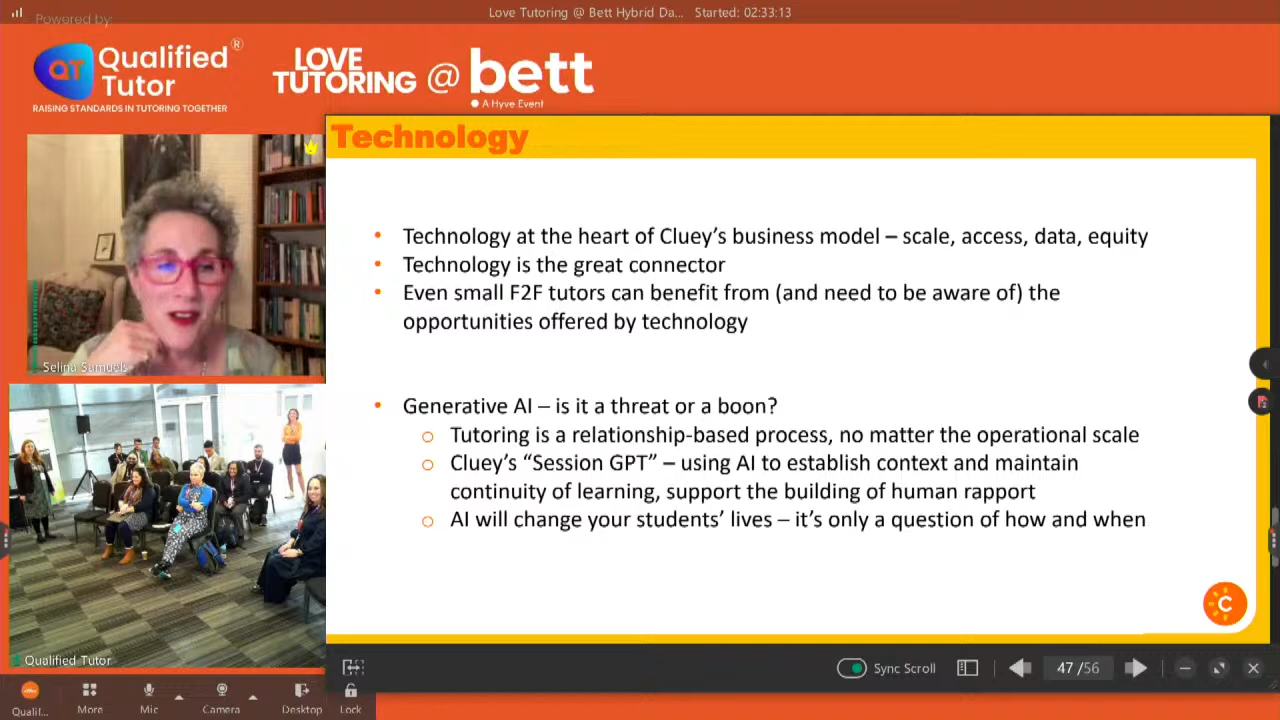 Love Tutoring @ Bett Hybrid Da... Started: 02:33:13
Powered by:
QT Qualified Tutor ®
RAISING STANDARDS IN TUTORING TOGETHER
LOVE TUTORING @ bett
A Hyve Event
Technology
• Technology at the heart of Cluey's business model – scale, access, data, equity
• Technology is the great connector
• Even small F2F tutors can benefit from (and need to be aware of) the
opportunities offered by technology
• Generative AI – is it a threat or a boon?
o Tutoring is a relationship-based process, no matter the operational scale
o Cluey's “Session GPT” – using AI to establish context and maintain
continuity of learning, support the building of human rapport
o AI will change your students' lives – it's only a question of how and when
C
Selina Samuels
Qualified Tutor
Sync Scroll
47 /56
Qualif...
More
Mic
Camera
Desktop
Lock